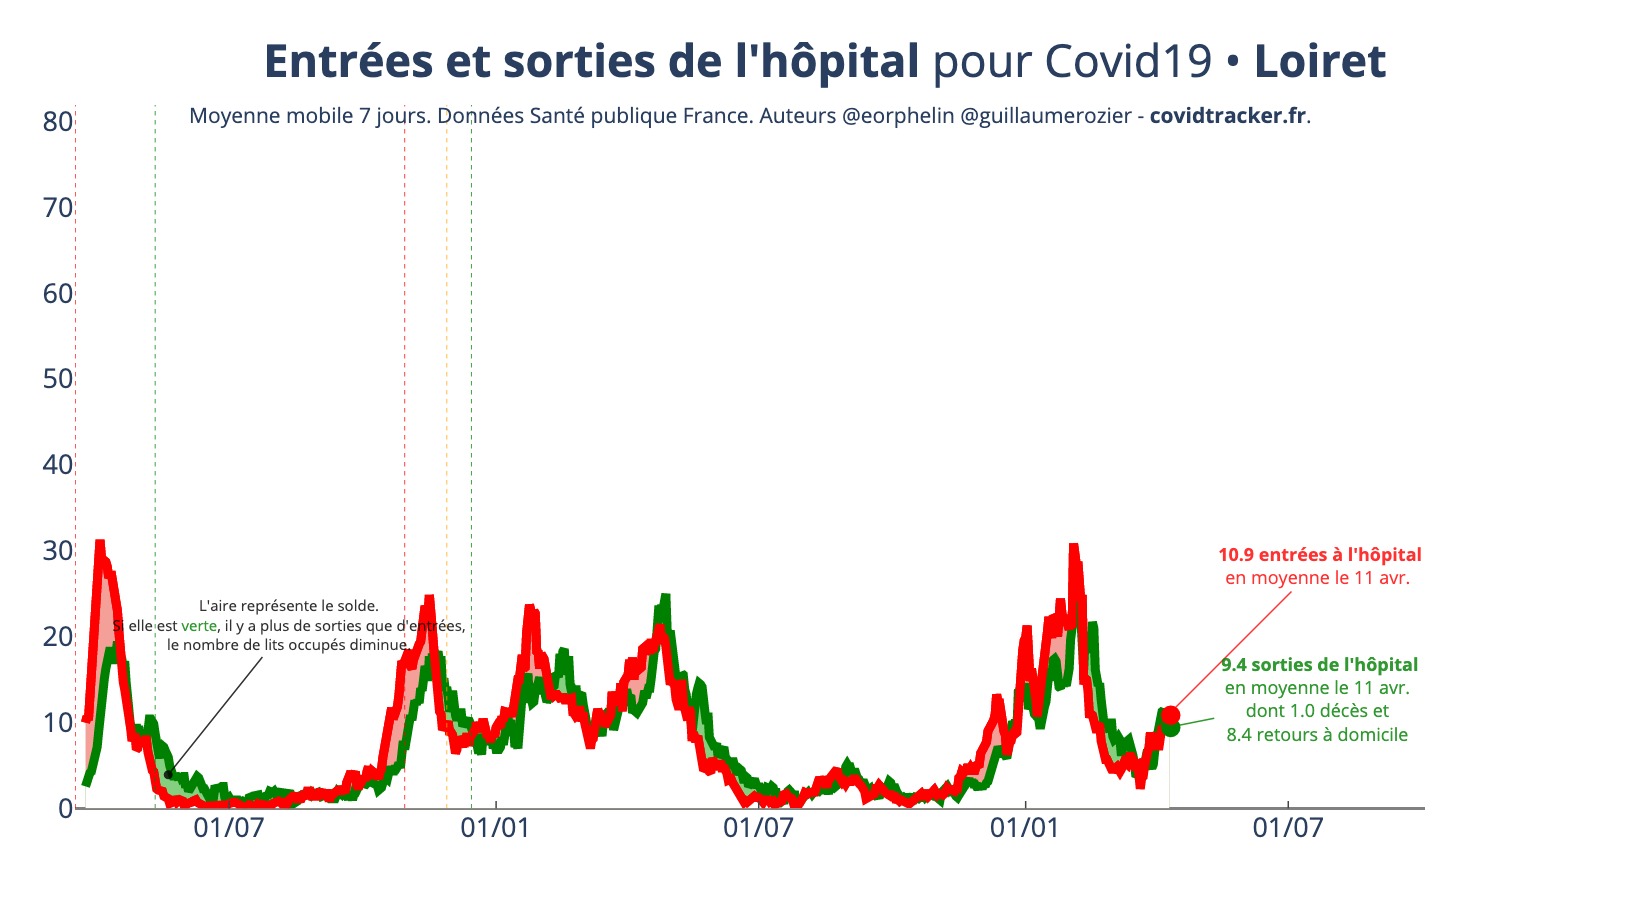 Entrées et sorties de l'hôpital pour Covid19 • Loiret
Moyenne mobile 7 jours. Données Santé publique France. Auteurs @eorphelin @guillaumerozier - covidtracker.fr.
80
70
60
50
40
30
20
10
0
L'aire représente le solde.
Si elle est verte, il y a plus de sorties que d'entrées,
le nombre de lits occupés diminue.
10.9 entrées à l'hôpital
en moyenne le 11 avr.
9.4 sorties de l'hôpital
en moyenne le 11 avr.
dont 1.0 décès et
8.4 retours à domicile
01/07
01/01
01/07
01/01
01/07